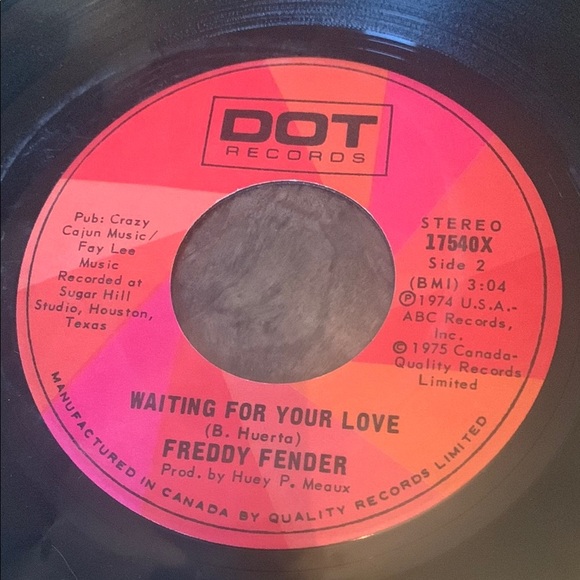 DOT
RECORDS
Pub: Crazy
Cajun Music/
Fay Lee
Music
Recorded at
Sugar Hill
Studio, Houston,
Texas
STEREO
17540X
Side 2
(BMI) 3:04
Ⓟ1974 U.S.A.-
ABC Records,
Inc.
©1975 Canada-
Quality Records
Limited
WAITING FOR YOUR LOVE
(B. Huerta)
FREDDY FENDER
Prod. by Huey P. Meaux
MANUFACTURED IN CANADA BY QUALITY RECORDS LIMITED